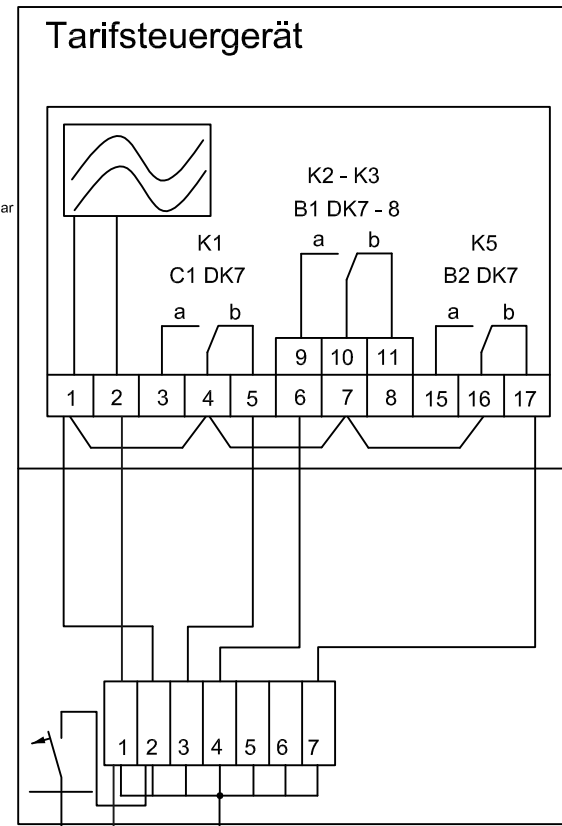 Tarifsteuergerät
ar
K2 - K3
B1 DK7 - 8
a b
K1
C1 DK7
a b
K5
B2 DK7
a b
9 10 11
1 2 3 4 5 6 7 8 15 16 17
1 2 3 4 5 6 7